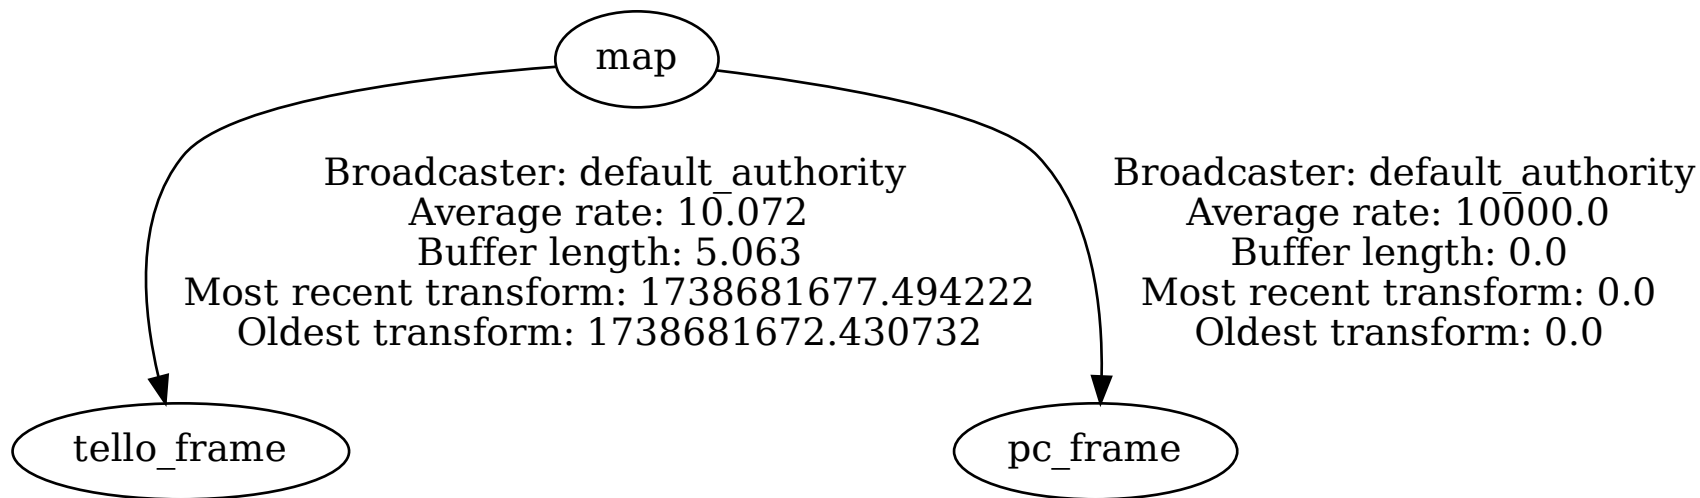 map
Broadcaster: default_authority
Average rate: 10.072
Buffer length: 5.063
Most recent transform: 1738681677.494222
Oldest transform: 1738681672.430732
Broadcaster: default_authority
Average rate: 10000.0
Buffer length: 0.0
Most recent transform: 0.0
Oldest transform: 0.0
tello_frame
pc_frame